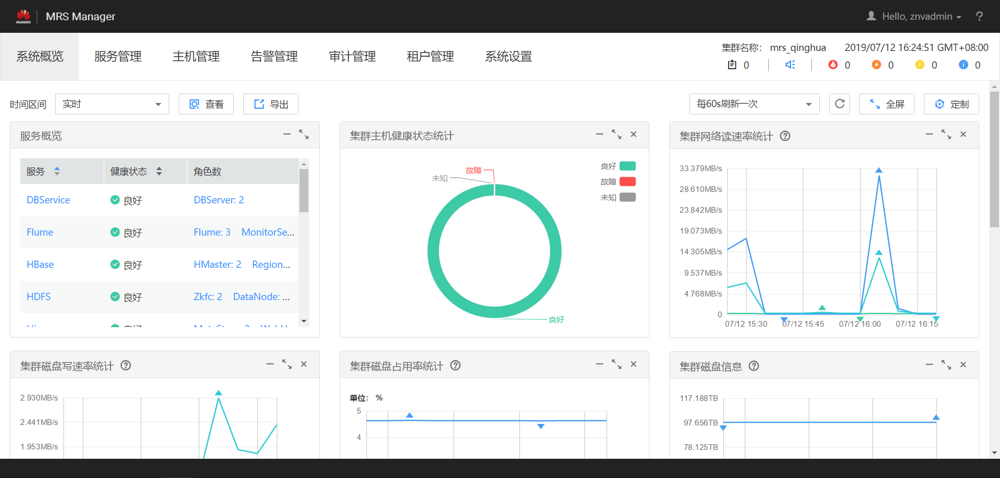 HUAWEI MRS Manager Hello, znvadmin ?
系统概览 服务管理 主机管理 告警管理 审计管理 租户管理 系统设置
集群名称： mrs_qinghua 2019/07/12 16:24:51 GMT+08:00
0 0 0 0 0
时间区间 实时 查看 导出 每60s刷新一次 全屏 定制
服务概览
服务 健康状态 角色数
DBService 良好 DBServer: 2
Flume 良好 Flume: 3 MonitorSe...
HBase 良好 HMaster: 2 Region...
HDFS 良好 Zkfc: 2 DataNode: ...
集群主机健康状态统计
良好
故障
未知
故障
未知
良好
集群网络读速率统计
33.379MB/s
28.610MB/s
23.842MB/s
19.073MB/s
14.305MB/s
9.537MB/s
4.768MB/s
0
07/12 15:30 07/12 15:45 07/12 16:00 07/12 16:15
集群磁盘写速率统计
2.930MB/s
2.441MB/s
1.953MB/s
集群磁盘占用率统计
单位： %
5
4
集群磁盘信息
117.188TB
97.656TB
78.125TB